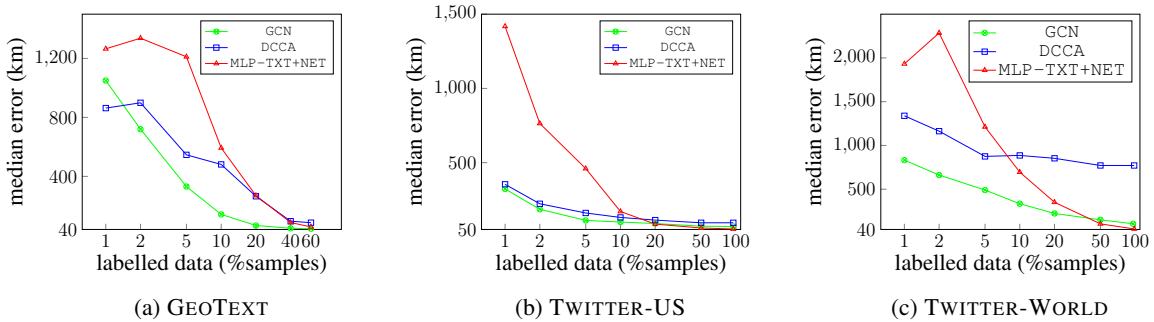 1,200
800
400
40
median error (km)
GCN
DCCA
MLP-TXT+NET
1 2 5 10 20 40 60
labelled data (%samples)
(a) GEOTEXT
1,500
1,000
500
50
median error (km)
GCN
DCCA
MLP-TXT+NET
1 2 5 10 20 50 100
labelled data (%samples)
(b) TWITTER-US
2,000
1,500
1,000
500
40
median error (km)
GCN
DCCA
MLP-TXT+NET
1 2 5 10 20 50 100
labelled data (%samples)
(c) TWITTER-WORLD